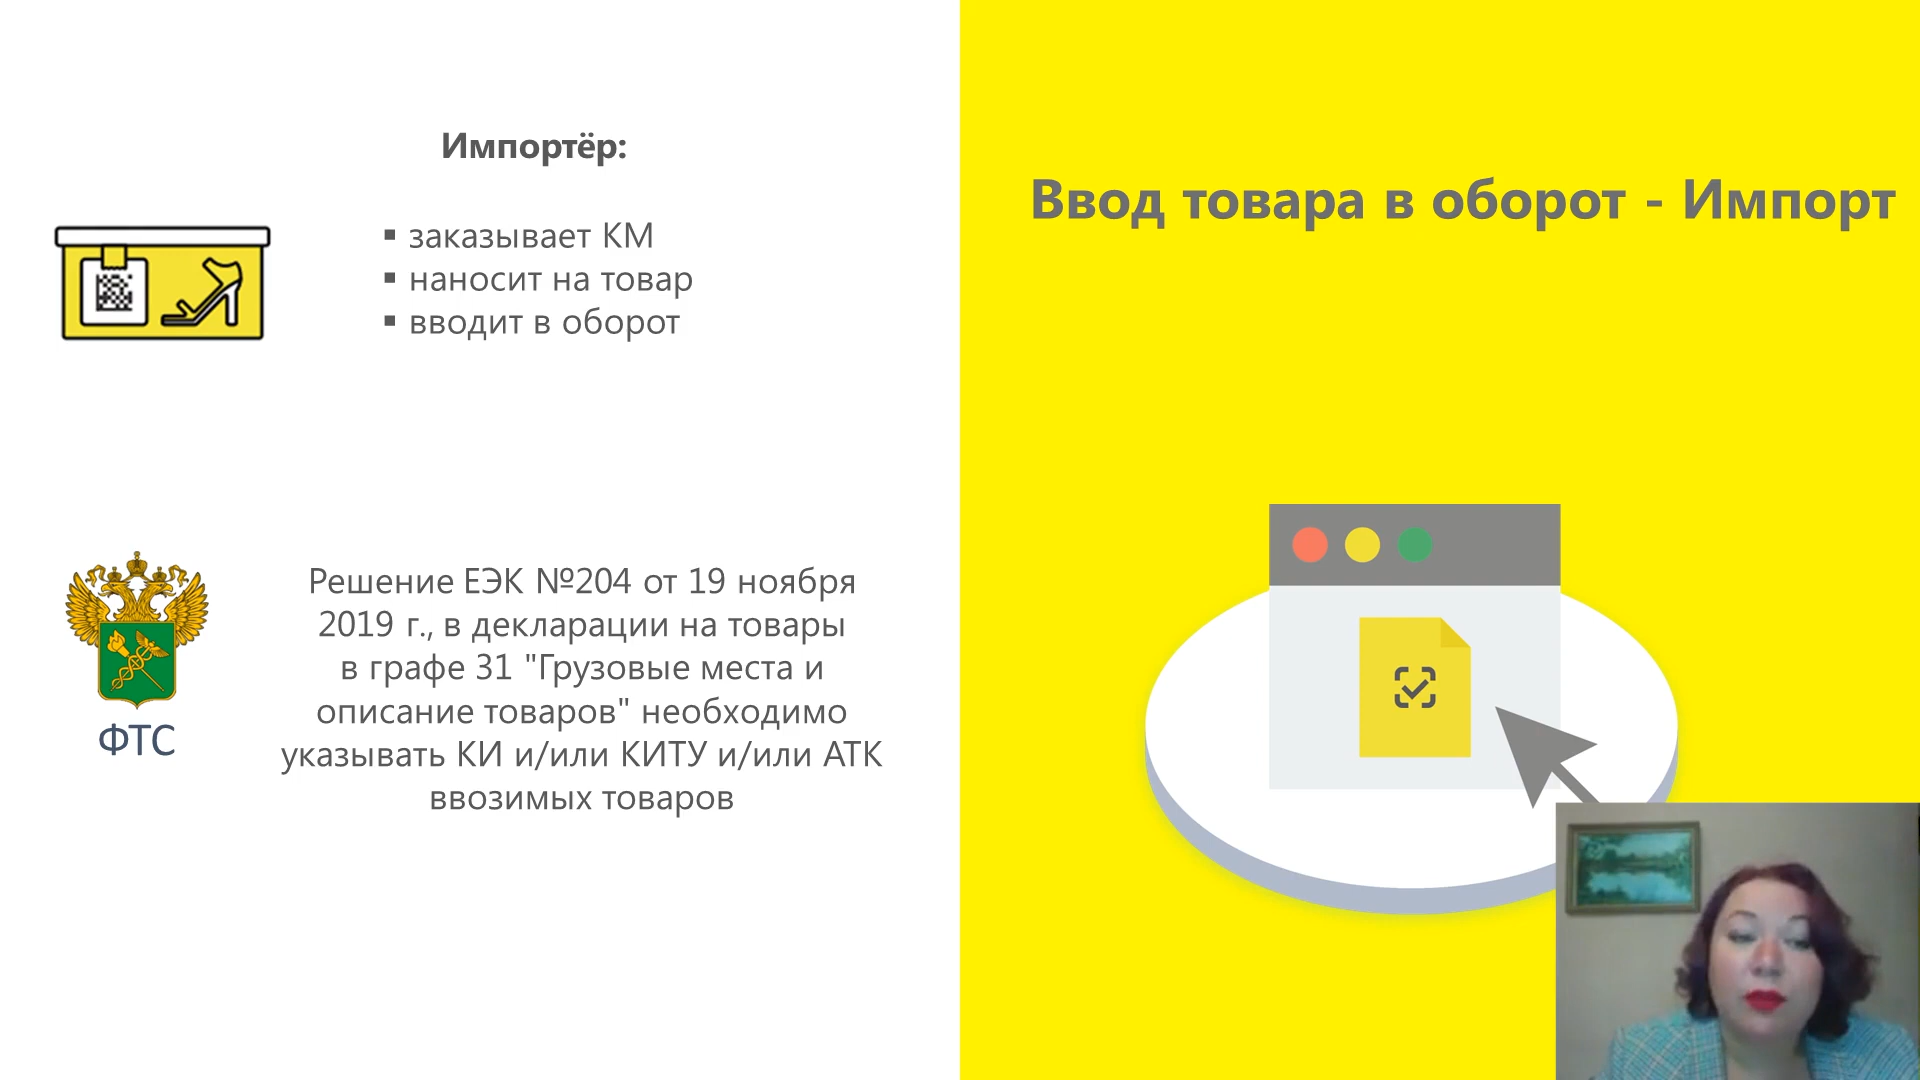 Импортёр:
▪ заказывает КМ
▪ наносит на товар
▪ вводит в оборот
ФТС
Решение ЕЭК №204 от 19 ноября
2019 г., в декларации на товары
в графе 31 "Грузовые места и
описание товаров" необходимо
указывать КИ и/или КИТУ и/или АТК
ввозимых товаров
Ввод товара в оборот - Импорт